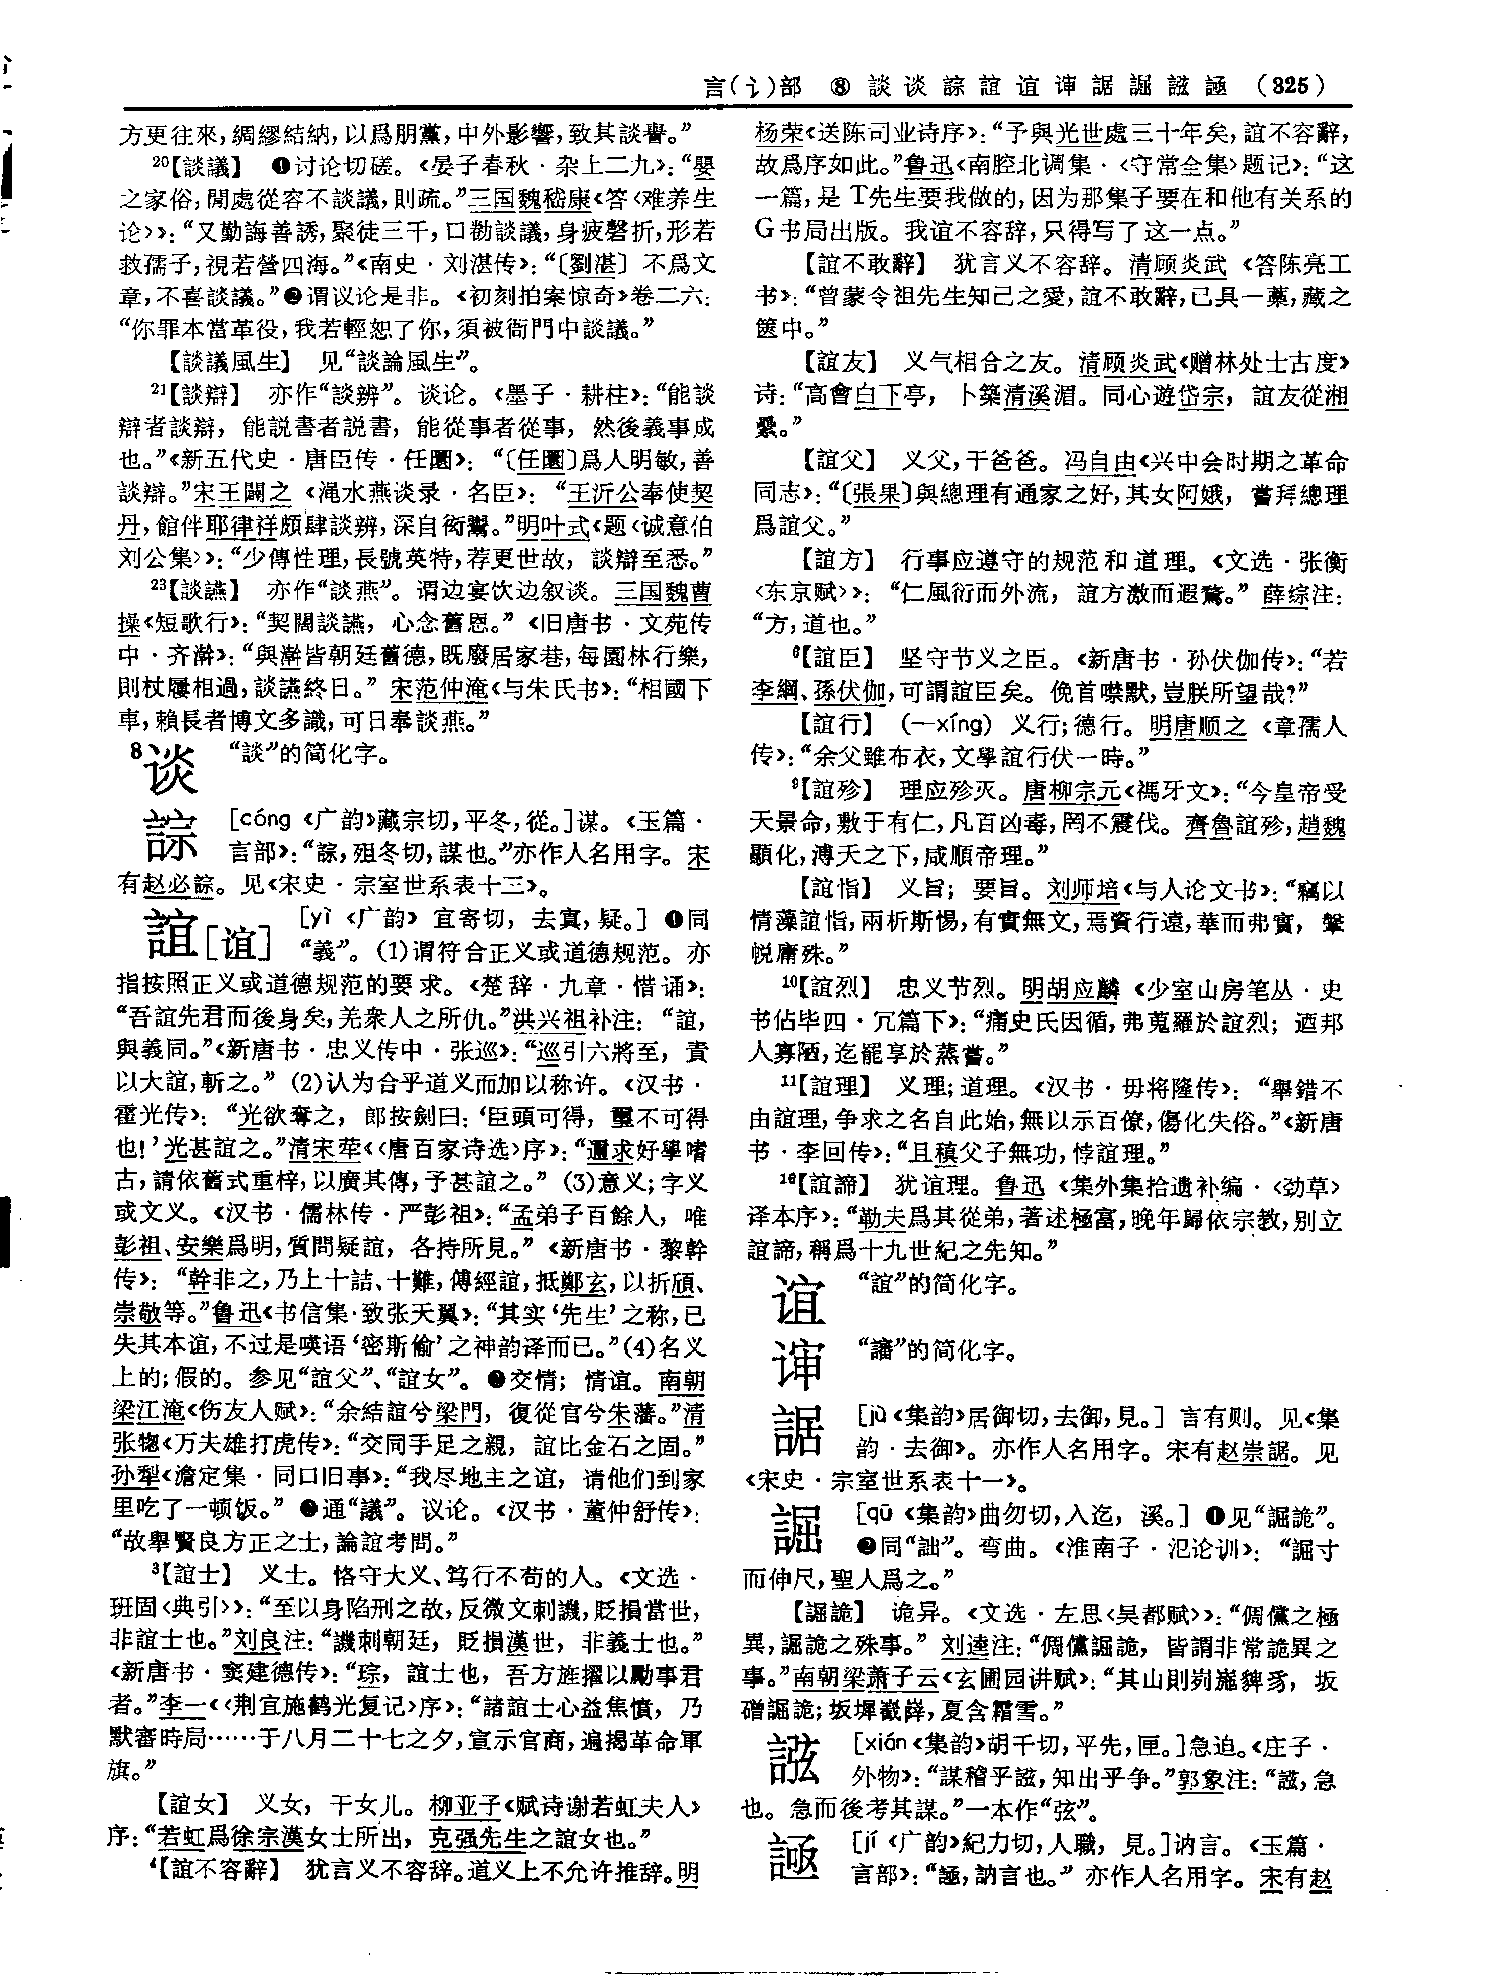 言(讠)部 ⑧ 談谈誴誼谊谉諔誳誸諏 (325)
方更往來，綢繆結納，以爲朋黨，中外影響，致其談譽。”
²⁰【談議】 ❶讨论切磋。《晏子春秋·杂上二九》：“嬰
之家俗，閒處從容不談議，則疏。”三国魏嵇康《答〈难养生
论〉》：“又勤誨善誘，聚徒三千，口勌談議，身疲磬折，形若
救孺子，視若營四海。”《南史·刘湛传》：“〔劉湛〕不爲文
章，不喜談議。”❷谓议论是非。《初刻拍案惊奇》卷二六：
“你罪本當革役，我若輕恕了你，須被衙門中談議。”
【談議風生】 见“談論風生”。
²¹【談辯】 亦作“談辨”。谈论。《墨子·耕柱》：“能談
辯者談辯，能説書者説書，能從事者從事，然後義事成
也。”《新五代史·唐臣传·任圜》：“〔任圜〕爲人明敏，善
談辯。”宋王闢之《渑水燕谈录·名臣》：“王沂公奉使契
丹，館伴耶律祥頗肆談辨，深自衒鬻。”明叶式《题〈诚意伯
刘公集〉》：“少傳性理，長號英特，荐更世故，談辯至悉。”
²³【談讌】 亦作“談燕”。谓边宴饮边叙谈。三国魏曹
操《短歌行》：“契闊談讌，心念舊恩。”《旧唐书·文苑传
中·齐澣》：“與澣皆朝廷舊德，既廢居家巷，每園林行樂，
則杖屨相過，談讌終日。”宋范仲淹《与朱氏书》：“相國下
車，賴長者博文多識，可日奉談燕。”
⁸谈 “談”的简化字。
誴 [cóng《广韵》藏宗切，平冬，從。]谋。《玉篇·
言部》：“誴，殂冬切，謀也。”亦作人名用字。宋
有赵必誴。见《宋史·宗室世系表十三》。
誼[谊] [yì《广韵》宜寄切，去寘，疑。] ❶同
“義”。(1)谓符合正义或道德规范。亦
指按照正义或道德规范的要求。《楚辞·九章·惜诵》：
“吾誼先君而後身矣，羌衆人之所仇。”洪兴祖补注：“誼，
與義同。”《新唐书·忠义传中·张巡》：“巡引六將至，責
以大誼，斬之。”(2)认为合乎道义而加以称许。《汉书·
霍光传》：“光欲奪之，郎按劍曰：‘臣頭可得，璽不可得
也！’光甚誼之。”清宋荦《〈唐百家诗选〉序》：“邇求好學嗜
古，請依舊式重梓，以廣其傳，予甚誼之。”(3)意义；字义
或文义。《汉书·儒林传·严彭祖》：“孟弟子百餘人，唯
彭祖、安樂爲明，質問疑誼，各持所見。”《新唐书·黎幹
传》：“幹非之，乃上十詰、十難，傅經誼，抵鄭玄，以折頎、
崇敬等。”鲁迅《书信集·致张天翼》：“其实‘先生’之称，已
失其本谊，不过是嘆语‘密斯偷’之神韵译而已。”(4)名义
上的；假的。参见“誼父”、“誼女”。❷交情；情谊。南朝
梁江淹《伤友人赋》：“余結誼兮梁門，復從官兮朱藩。”清
张惣《万夫雄打虎传》：“交同手足之親，誼比金石之固。”
孙犁《澹定集·同口旧事》：“我尽地主之谊，请他们到家
里吃了一顿饭。”❸通“議”。议论。《汉书·董仲舒传》：
“故舉賢良方正之士，論誼考問。”
³【誼士】 义士。恪守大义、笃行不苟的人。《文选·
班固〈典引〉》：“至以身陷刑之故，反微文刺譏，貶損當世，
非誼士也。”刘良注：“譏刺朝廷，貶損漢世，非義士也。”
《新唐书·窦建德传》：“琮，誼士也，吾方旌擢以勵事君
者。”李一《〈荆宜施鹤光复记〉序》：“諸誼士心益焦憤，乃
默審時局……于八月二十七之夕，宣示官商，遍揭革命軍
旗。”
【誼女】 义女，干女儿。柳亚子《赋诗谢若虹夫人》
序：“若虹爲徐宗漢女士所出，克强先生之誼女也。”
⁴【誼不容辭】 犹言义不容辞。道义上不允许推辞。明
杨荣《送陈司业诗序》：“予與光世處三十年矣，誼不容辭，
故爲序如此。”鲁迅《南腔北调集·〈守常全集〉题记》：“这
一篇，是T先生要我做的，因为那集子要在和他有关系的
G书局出版。我谊不容辞，只得写了这一点。”
【誼不敢辭】 犹言义不容辞。清顾炎武《答陈亮工
书》：“曾蒙令祖先生知己之愛，誼不敢辭，已具一藁，藏之
篋中。”
【誼友】 义气相合之友。清顾炎武《赠林处士古度》
诗：“高會白下亭，卜築清溪湄。同心遊岱宗，誼友從湘
纍。”
【誼父】 义父，干爸爸。冯自由《兴中会时期之革命
同志》：“〔張果〕與總理有通家之好，其女阿娥，嘗拜總理
爲誼父。”
【誼方】 行事应遵守的规范和道理。《文选·张衡
〈东京赋〉》：“仁風衍而外流，誼方激而遐騖。”薛综注：
“方，道也。”
⁶【誼臣】 坚守节义之臣。《新唐书·孙伏伽传》：“若
李綱、孫伏伽，可謂誼臣矣。俛首噤默，豈朕所望哉？”
【誼行】 (—xíng) 义行；德行。明唐顺之《章孺人
传》：“余父雖布衣，文學誼行伏一時。”
⁹【誼殄】 理应殄灭。唐柳宗元《禡牙文》：“今皇帝受
天景命，敷于有仁，凡百凶毒，罔不震伐。齊魯誼殄，趙魏
顯化，溥天之下，咸順帝理。”
【誼恉】 义旨；要旨。刘师培《与人论文书》：“竊以
情藻誼恉，兩析斯惕，有實無文，焉資行遠，華而弗實，鞶
帨庸殊。”
¹⁰【誼烈】 忠义节烈。明胡应麟《少室山房笔丛·史
书佔毕四·冗篇下》：“痛史氏因循，弗蒐羅於誼烈；迺邦
人寡陋，迄罷享於蒸嘗。”
¹¹【誼理】 义理；道理。《汉书·毋将隆传》：“舉錯不
由誼理，争求之名自此始，無以示百僚，傷化失俗。”《新唐
书·李回传》：“且稹父子無功，悖誼理。”
¹⁶【誼諦】 犹谊理。鲁迅《集外集拾遗补编·〈劲草〉
译本序》：“勒夫爲其從弟，著述極富，晚年歸依宗教，别立
誼諦，稱爲十九世紀之先知。”
谊 “誼”的简化字。
谉 “讅”的简化字。
誮 [jù《集韵》居御切，去御，見。] 言有则。见《集
韵·去御》。亦作人名用字。宋有赵崇。见
《宋史·宗室世系表十一》。
誳 [qū《集韵》曲勿切，入迄，溪。] ❶见“誳詭”。
❷同“詘”。弯曲。《淮南子·氾论训》：“誳寸
而伸尺，聖人爲之。”
【誳詭】 诡异。《文选·左思〈吴都赋〉》：“倜儻之極
異，誳詭之殊事。”刘逵注：“倜儻誳詭，皆謂非常詭異之
事。”南朝梁萧子云《玄圃园讲赋》：“其山則峛崺豸，坂
磳誳詭；坂墀嶻嶭，夏含霜雪。”
誸 [xián《集韵》胡千切，平先，匣。]急迫。《庄子·
外物》：“謀稽乎誸，知出乎争。”郭象注：“誸，急
也。急而後考其謀。”一本作“弦”。
[jí《广韵》紀力切，入職，見。]讷言。《玉篇·
言部》：“，訥言也。”亦作人名用字。宋有赵